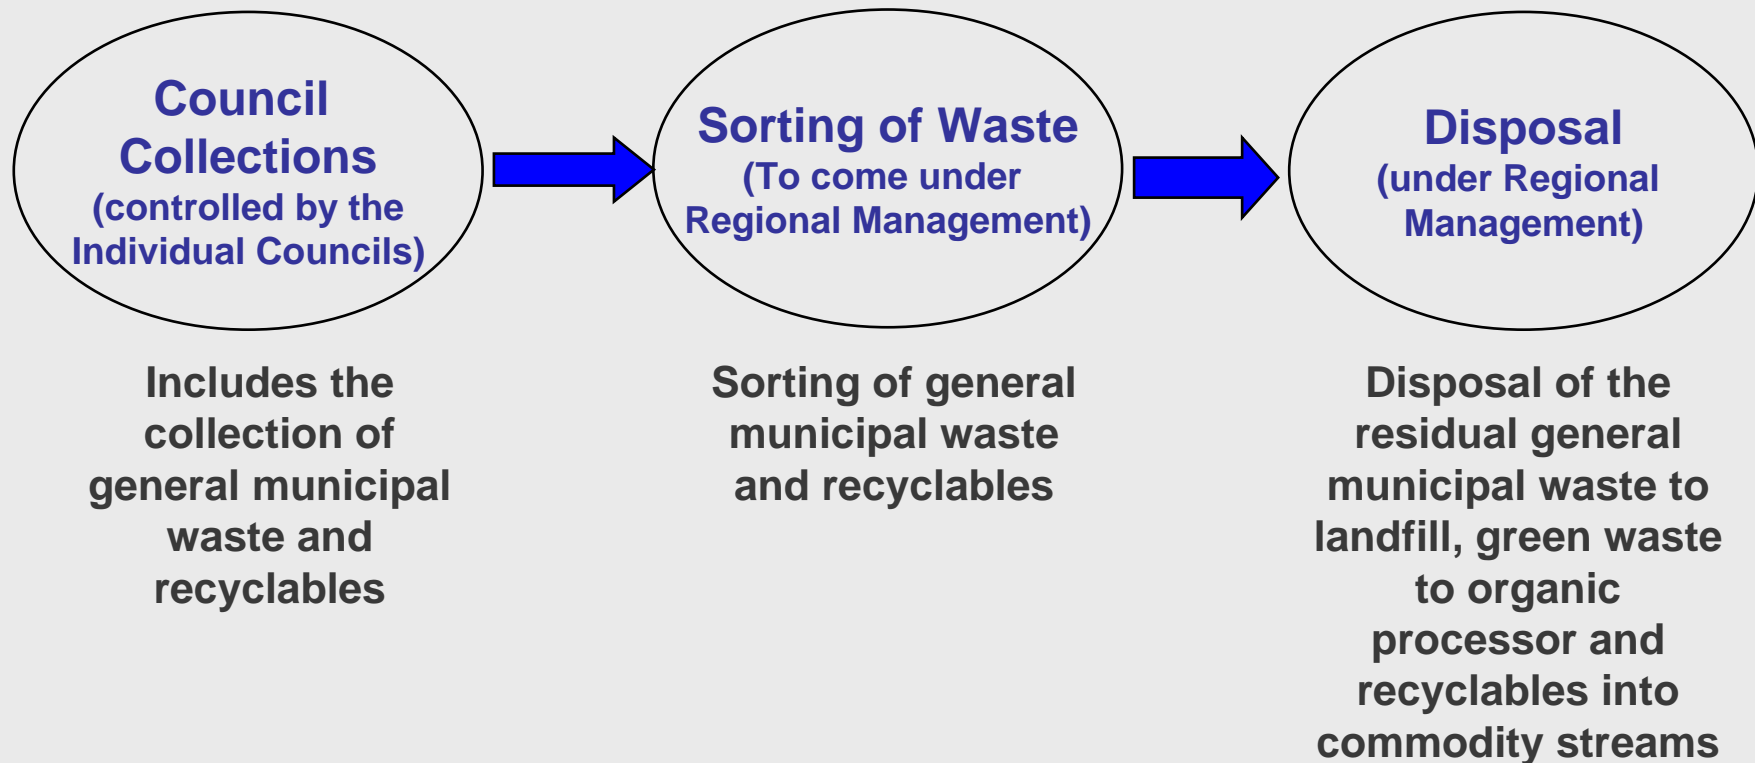 Council
Collections
(controlled by the
Individual Councils)
Sorting of Waste
(To come under
Regional Management)
Disposal
(under Regional
Management)
Includes the
collection of
general municipal
waste and
recyclables
Sorting of general
municipal waste
and recyclables
Disposal of the
residual general
municipal waste to
landfill, green waste
to organic
processor and
recyclables into
commodity streams